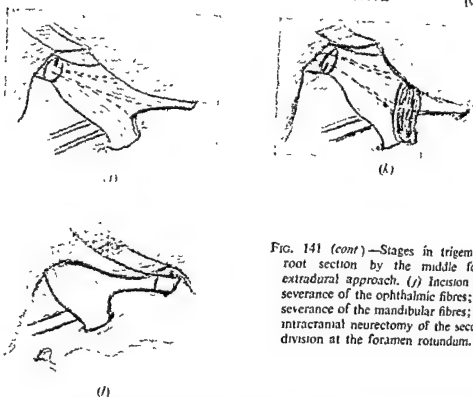 (j)
(k)
FIG. 141 (cont)—Stages in trigem
root section by the middle fo
extradural approach. (j) Incision
severance of the ophthalmic fibres;
severance of the mandibular fibres;
intracranial neurectomy of the seco
division at the foramen rotundum.
(l)